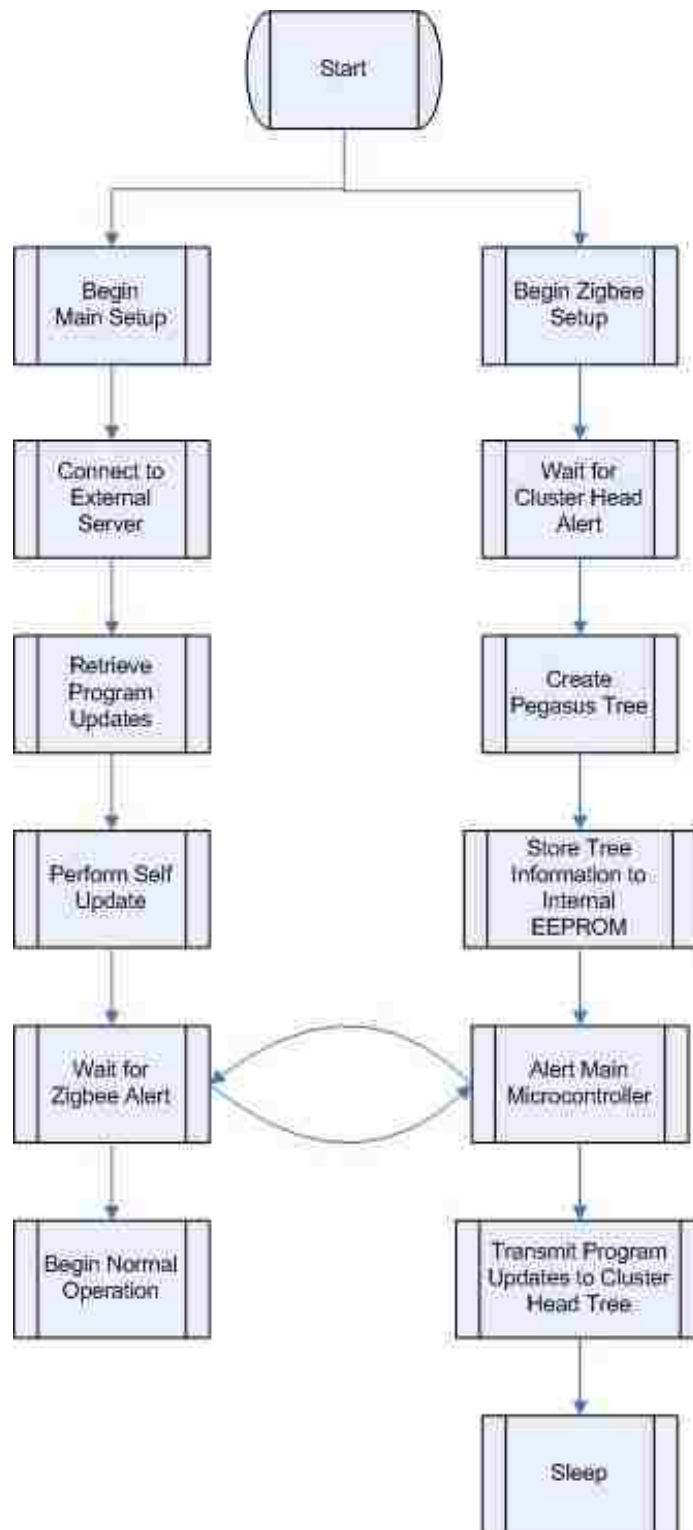 Start
Begin
Main Setup
Begin Zigbee
Setup
Connect to
External
Server
Wait for
Cluster Head
Alert
Retrieve
Program
Updates
Create
Pegasus Tree
Perform Self
Update
Store Tree
Information to
Internal
EEPROM
Wait for
Zigbee Alert
Alert Main
Microcontroller
Begin Normal
Operation
Transmit Program
Updates to Cluster
Head Tree
Sleep